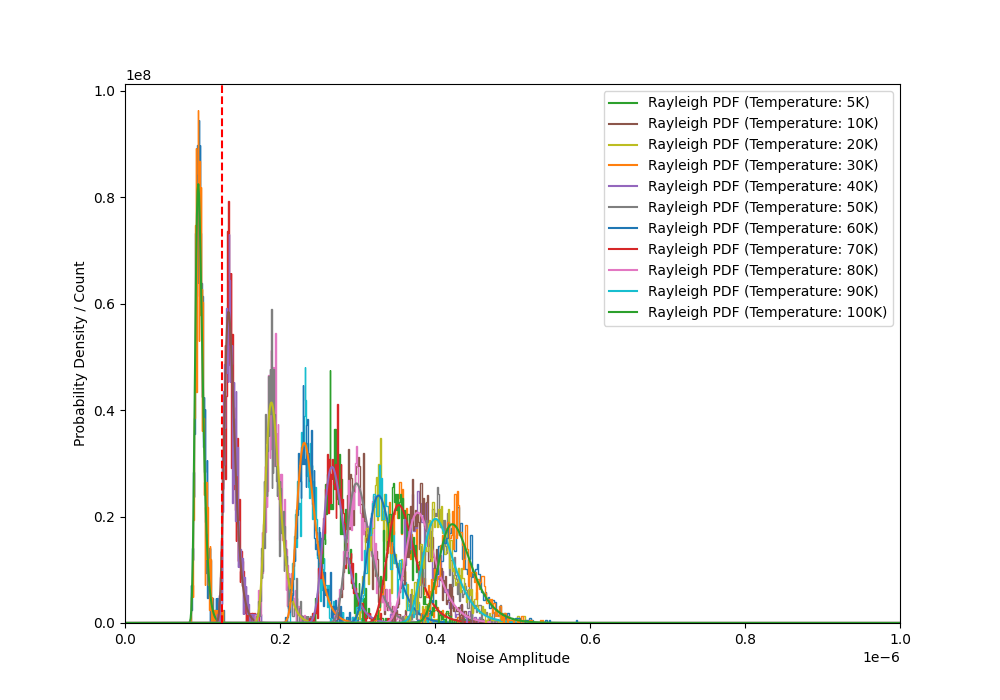 1e8
1.0
0.8
0.6
0.4
0.2
0.0
Probability Density / Count
Rayleigh PDF (Temperature: 5K)
Rayleigh PDF (Temperature: 10K)
Rayleigh PDF (Temperature: 20K)
Rayleigh PDF (Temperature: 30K)
Rayleigh PDF (Temperature: 40K)
Rayleigh PDF (Temperature: 50K)
Rayleigh PDF (Temperature: 60K)
Rayleigh PDF (Temperature: 70K)
Rayleigh PDF (Temperature: 80K)
Rayleigh PDF (Temperature: 90K)
Rayleigh PDF (Temperature: 100K)
0.0 0.2 0.4 0.6 0.8 1.0
Noise Amplitude
1e−6